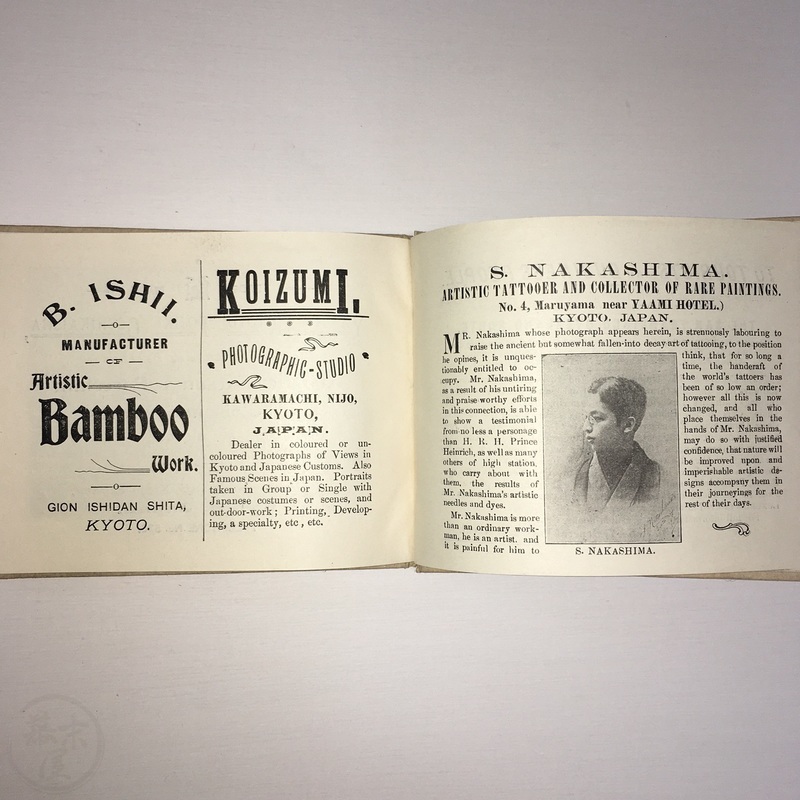 B. ISHII.
—o—
MANUFACTURER
— OF —
Artistic
Bamboo
Work.
—o—
GION ISHIDAN SHITA,
KYOTO.
KOIZUMI,
PHOTOGRAPHIC-STUDIO
KAWARAMACHI, NIJO,
KYOTO,
JAPAN.
Dealer in coloured or un-
coloured Photographs of Views in
Kyoto and Japanese Customs. Also
Famous Scenes in Japan. Portraits
taken in Group or Single with
Japanese costumes or scenes, and
out-door-work; Printing, Develop-
ing, a specialty, etc , etc.
S. NAKASHIMA.
ARTISTIC TATTOOER AND COLLECTOR OF RARE PAINTINGS.
No. 4, Maruyama near YAAMI HOTEL.)
KYOTO, JAPAN.
MR. Nakashima whose photograph appears herein, is strenuously labouring to
raise the ancient but somewhat fallen-into decay art of tattooing, to the position
he opines, it is unques-
tionably entitled to oc-
cupy. Mr. Nakashima,
as a result of his untiring
and praise worthy efforts
in this connection, is able
to show a testimonial
from no less a personage
than H. R. H. Prince
Heinrich, as well as many
others of high station,
who carry about with
them, the results of
Mr. Nakashima's artistic
needles and dyes.
Mr. Nakashima is more
than an ordinary work-
man, he is an artist. and
it is painful for him to
think, that for so long a
time, the handcraft of
the world's tattoers has
been of so low an order;
however all this is now
changed, and all who
place themselves in the
hands of Mr. Nakashima,
may do so with justified
confidence, that nature will
be improved upon and
imperishable artistic de-
signs accompany them in
their journeyings for the
rest of their days.
S. NAKASHIMA.